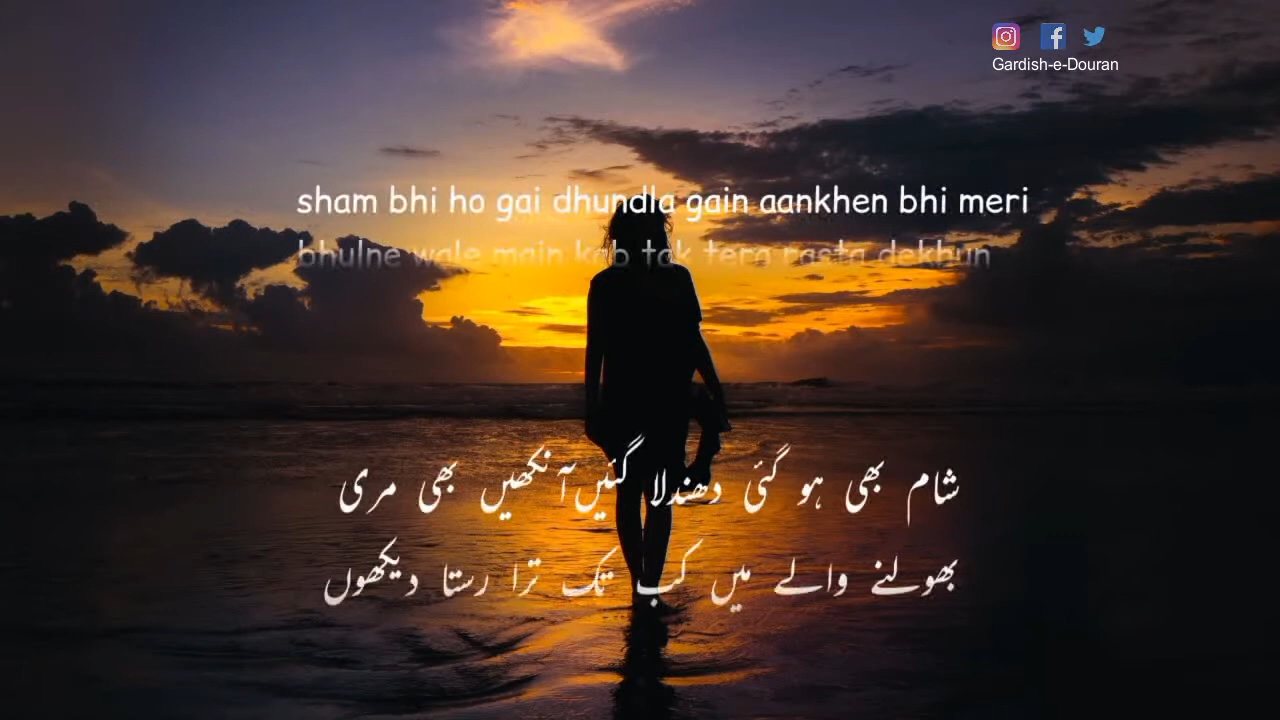 Gardish-e-Douran
sham bhi ho gai dhundla gain aankhen bhi meri
bhulne wale main kab tak tera rasta dekhun
شام بھی ہو گئی دھندلا گئیں آنکھیں بھی مری
بھولنے والے میں کب تک ترا رستا دیکھوں